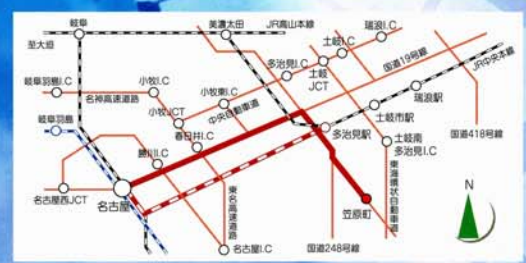 岐阜
美濃太田
JR高山本線
至大垣
瑞浪I.C
土岐I.C
多治見I.C
国道19号線
JR中央本線
岐阜羽島I.C
小牧I.C
小牧東I.C
土岐
JCT
瑞浪駅
名神高速道路
小牧JCT
中央自動車道
土岐市駅
岐阜羽島
春日井I.C
多治見駅
国道418号線
勝川I.C
土岐南
多治見I.C
名古屋西JCT
名古屋
東名高速道路
笠原町
東海環状自動車道
N
名古屋I.C
国道248号線